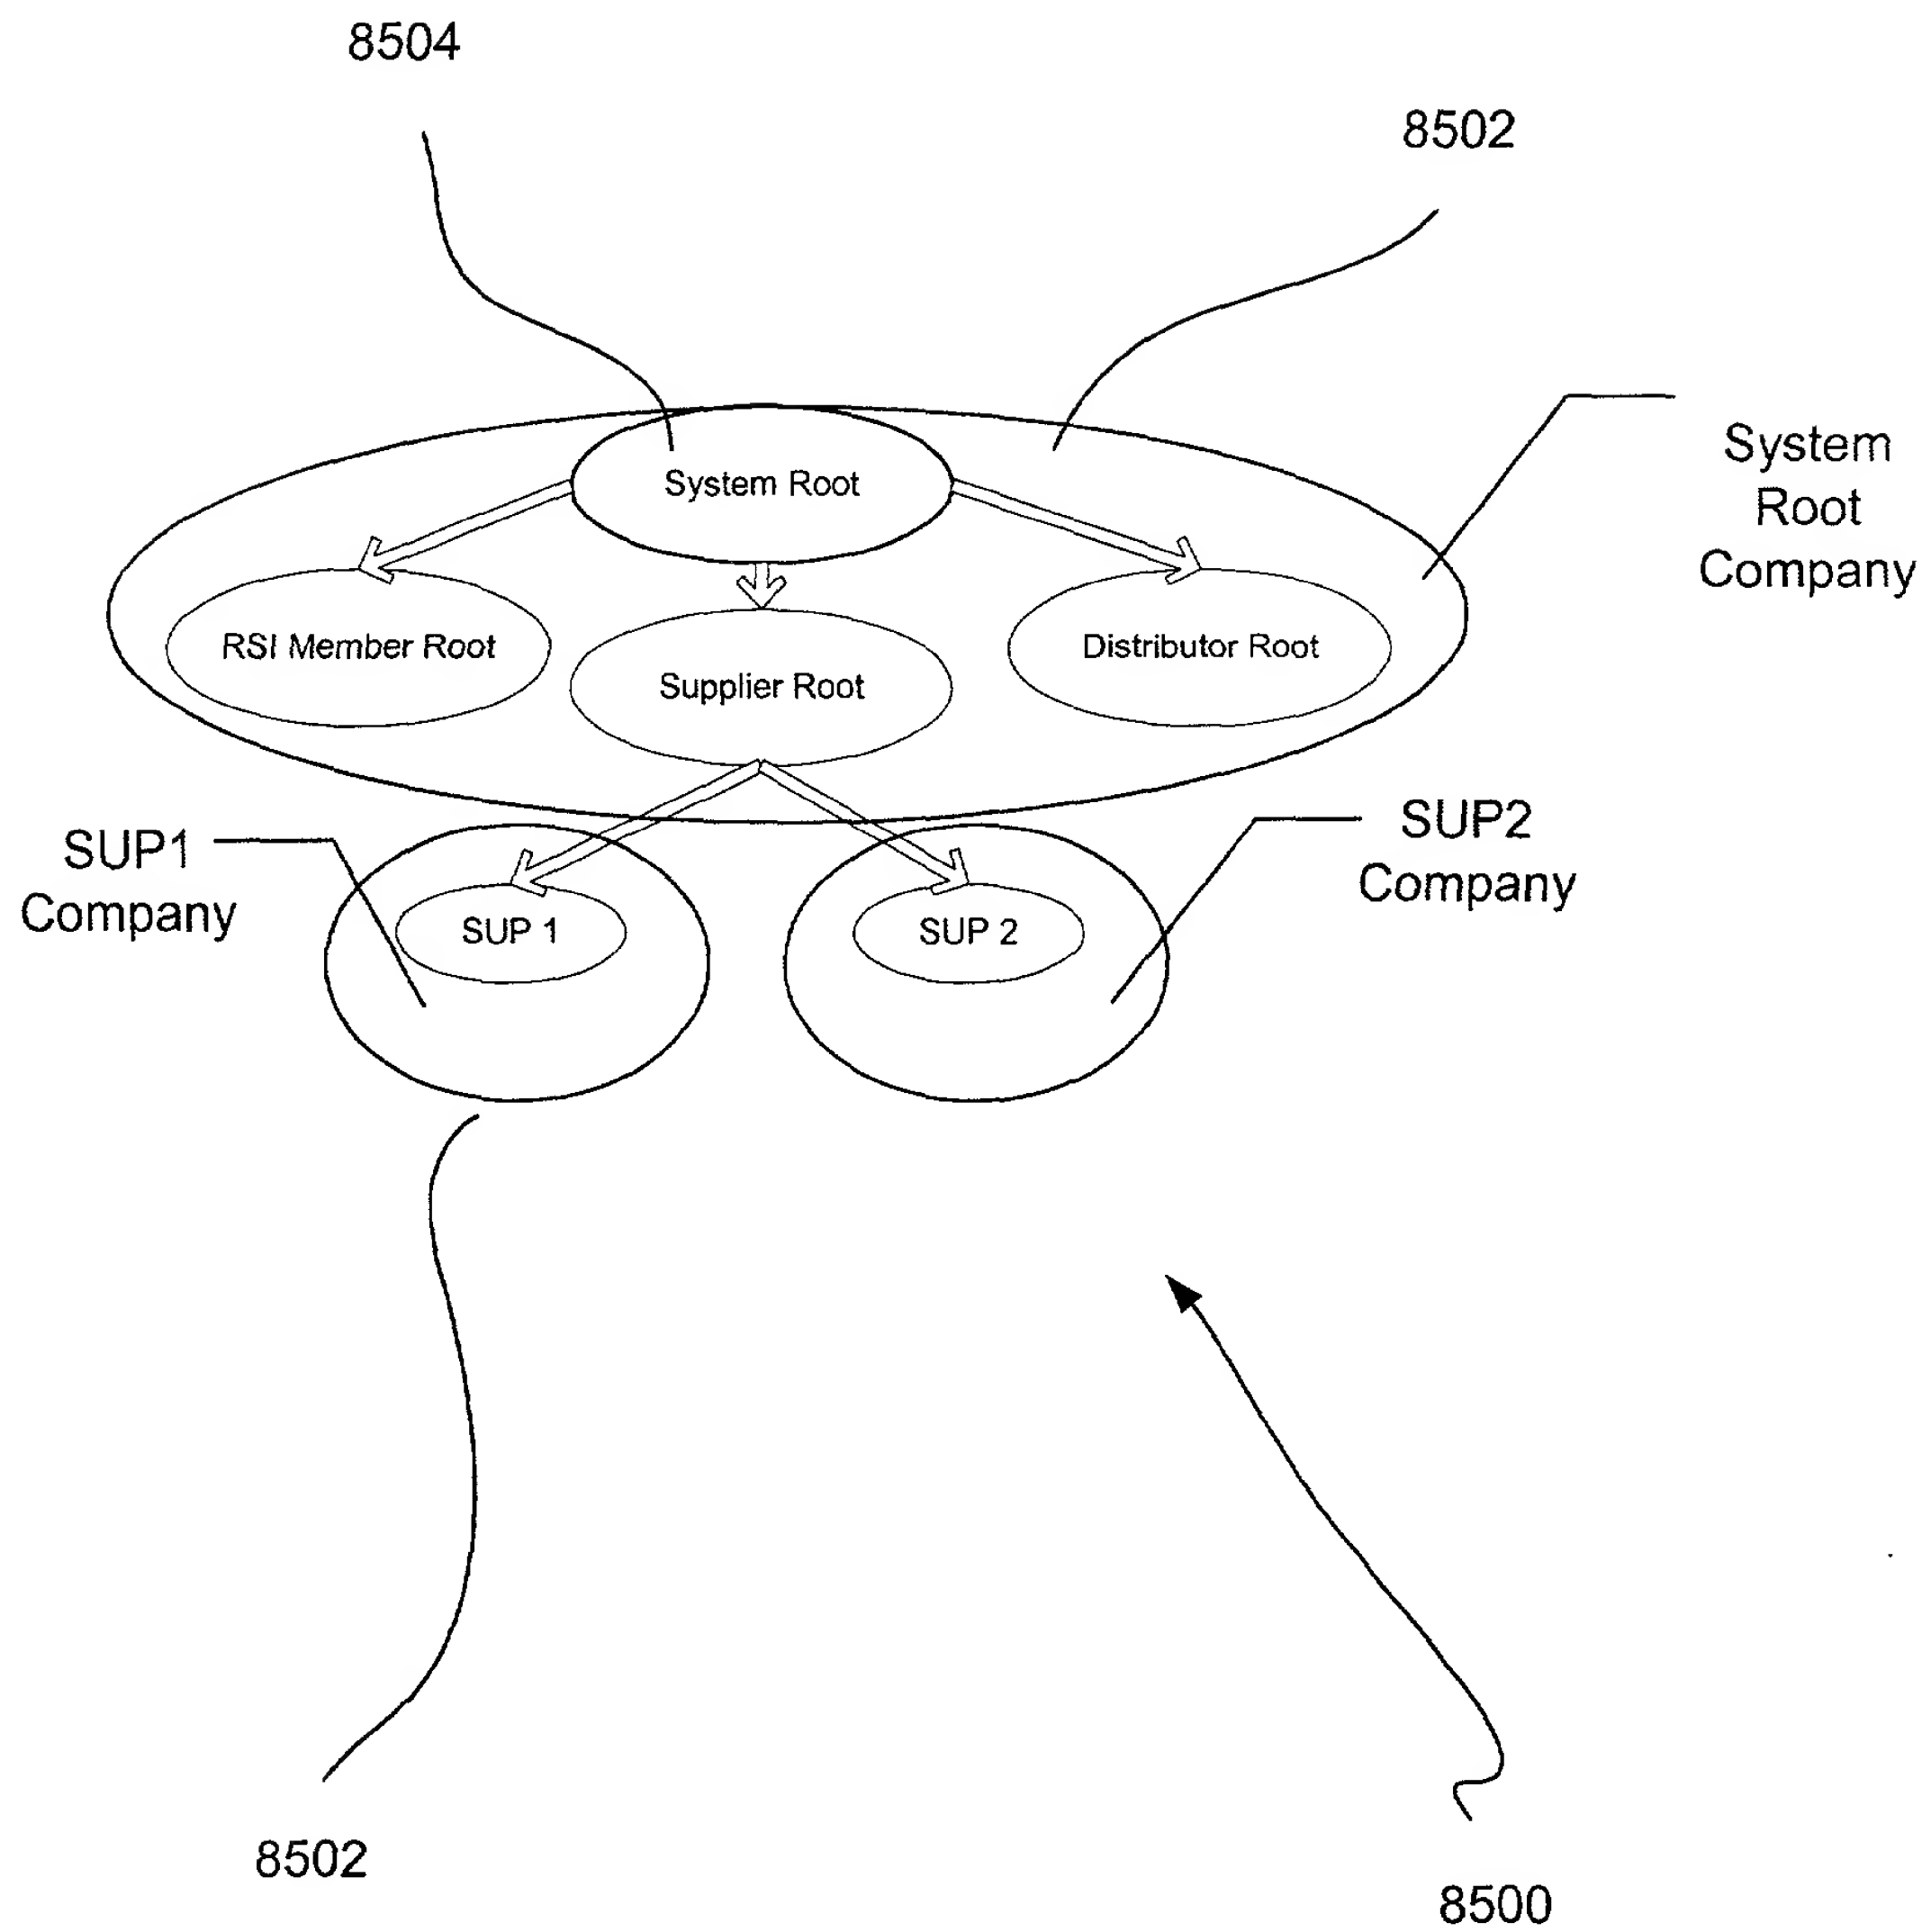 8504
8502
System
Root
Company
System Root
RSI Member Root
Supplier Root
Distributor Root
SUP1
Company
SUP2
Company
SUP 1
SUP 2
8502
8500